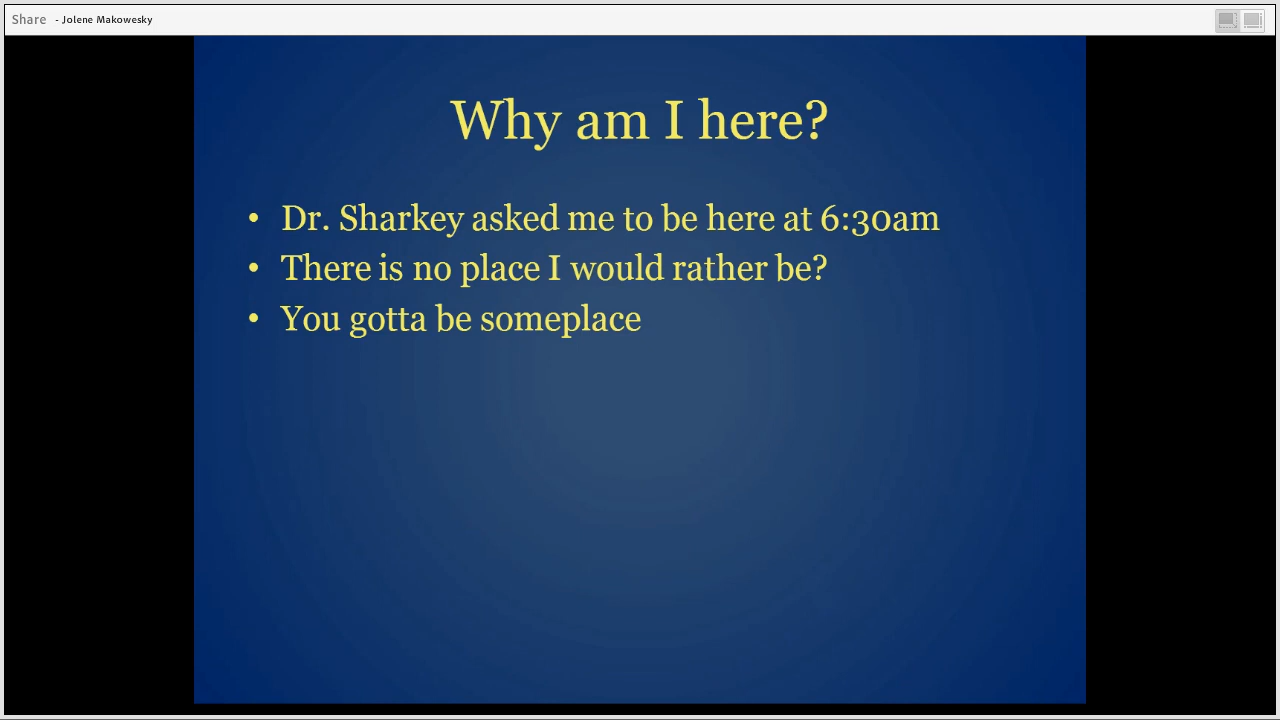 Share - Jolene Makowesky
Why am I here?
• Dr. Sharkey asked me to be here at 6:30am
• There is no place I would rather be?
• You gotta be someplace